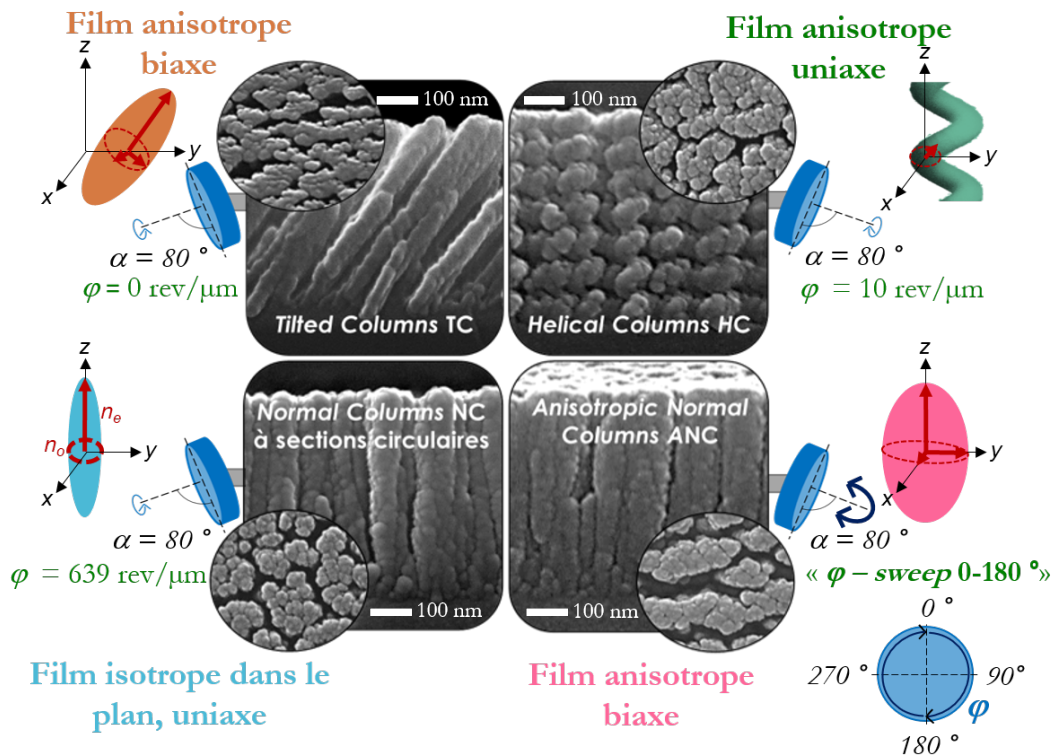 Film anisotrope
biaxe
Film anisotrope
uniaxe
z
y
x
α = 80 °
φ = 0 rev/μm
100 nm
Tilted Columns TC
100 nm
Helical Columns HC
z
y
x
α = 80 °
φ = 10 rev/μm
z
n_e
n_o
y
x
α = 80 °
φ = 639 rev/μm
Normal Columns NC
à sections circulaires
100 nm
Anisotropic Normal
Columns ANC
100 nm
z
y
x
α = 80 °
« φ – sweep 0-180 °»
0 °
270 °
90°
φ
180 °
Film isotrope dans le
plan, uniaxe
Film anisotrope
biaxe